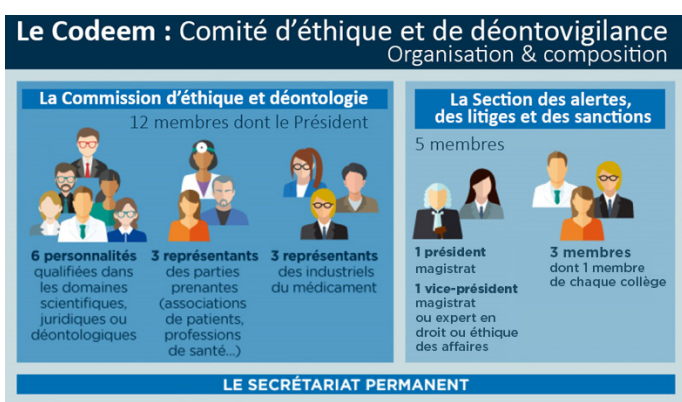 Le Codeem : Comité d'éthique et de déontovigilance
Organisation & composition
La Commission d'éthique et déontologie
12 membres dont le Président
6 personnalités
qualifiées dans
les domaines
scientifiques,
juridiques ou
déontologiques
3 représentants
des parties
prenantes
(associations
de patients,
professions
de santé...)
3 représentants
des industriels
du médicament
La Section des alertes,
des litiges et des sanctions
5 membres
1 président
magistrat
1 vice-président
magistrat
ou expert en
droit ou éthique
des affaires
3 membres
dont 1 membre
de chaque collège
LE SECRÉTARIAT PERMANENT